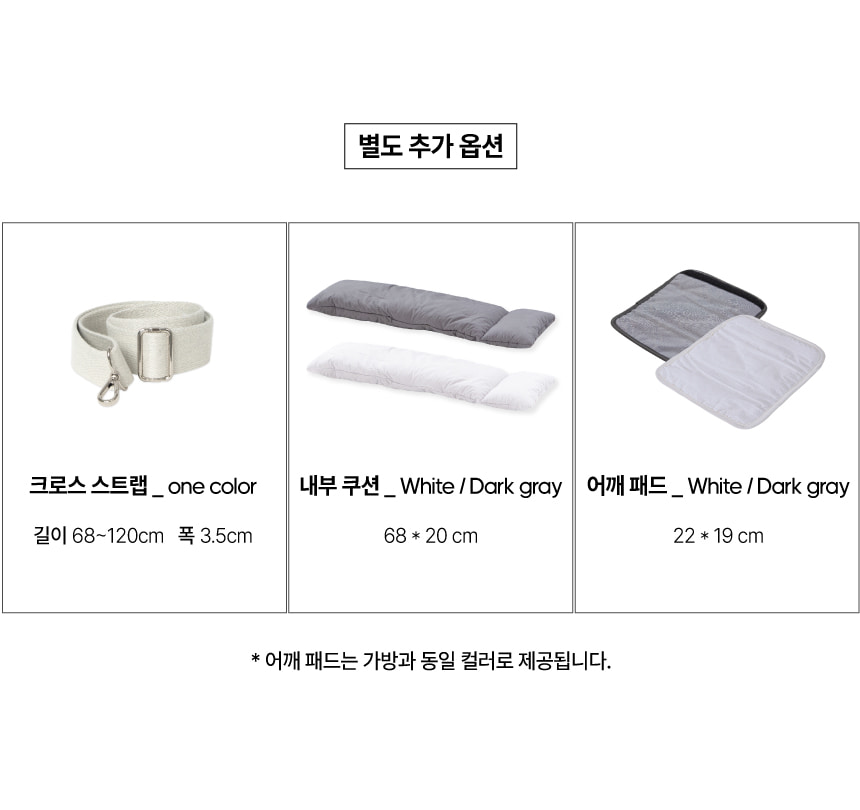 별도 추가 옵션
크로스 스트랩 _ one color
길이 68~120cm 폭 3.5cm
내부 쿠션 _ White / Dark gray
68 * 20 cm
어깨 패드 _ White / Dark gray
22 * 19 cm
* 어깨 패드는 가방과 동일 컬러로 제공됩니다.